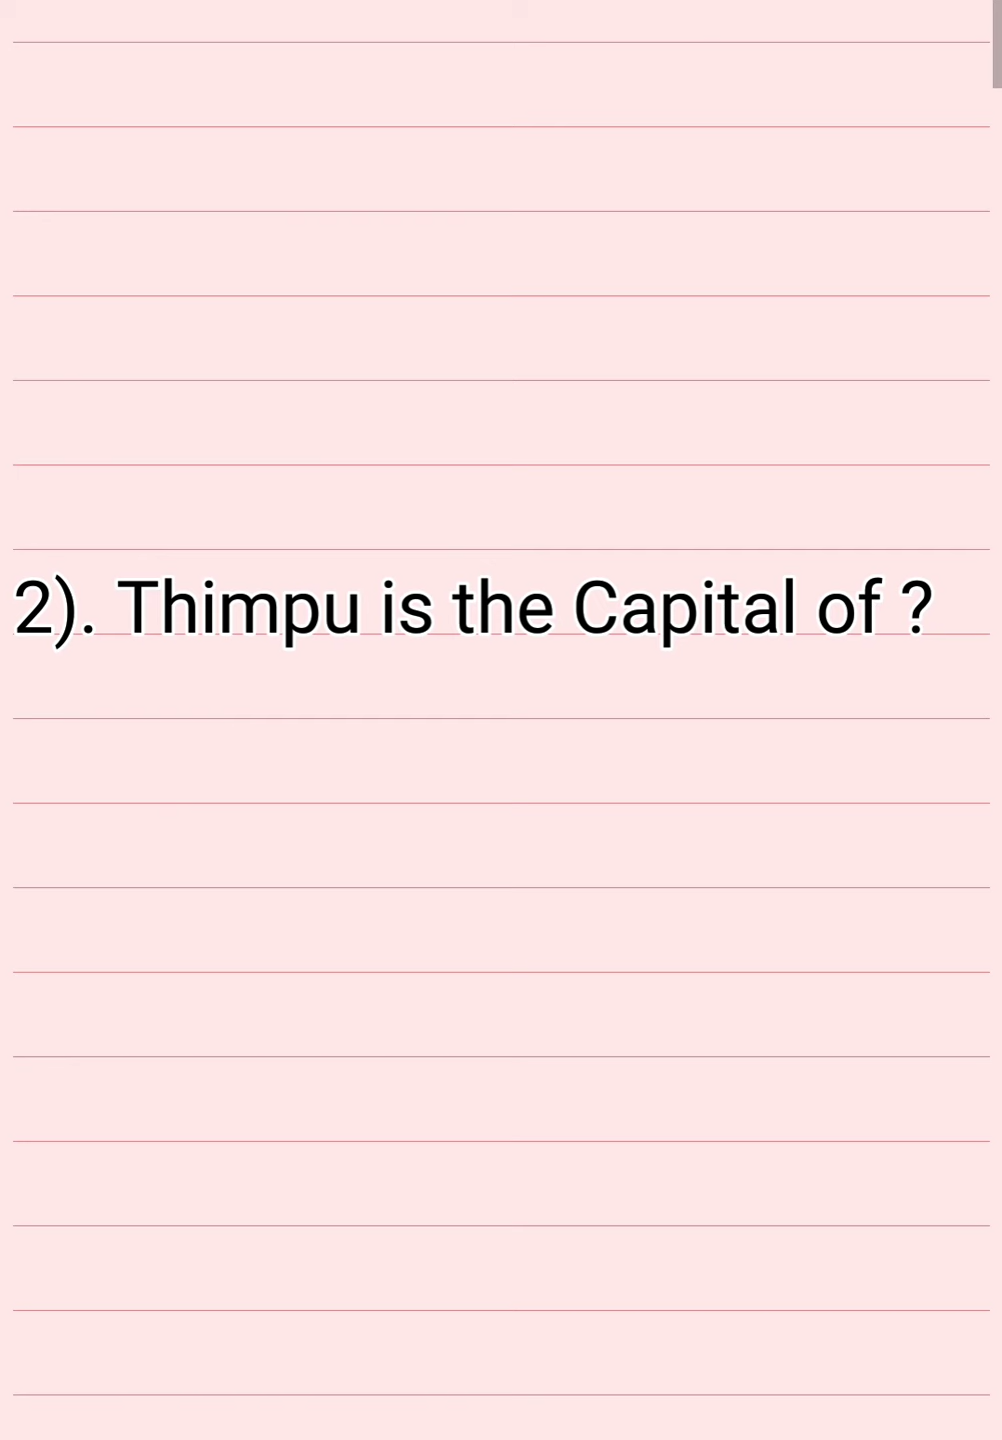 2). Thimpu is the Capital of ?